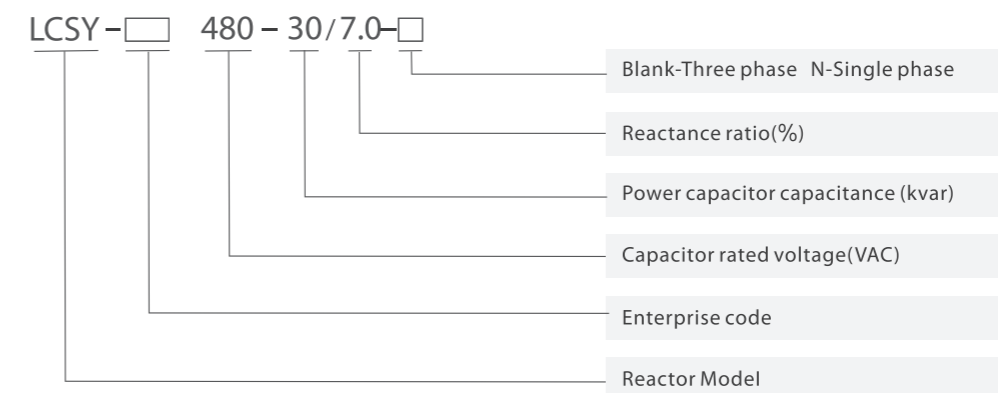 LCSY-□ 480-30/7.0-□
Blank-Three phase N-Single phase
Reactance ratio(%)
Power capacitor capacitance (kvar)
Capacitor rated voltage(VAC)
Enterprise code
Reactor Model